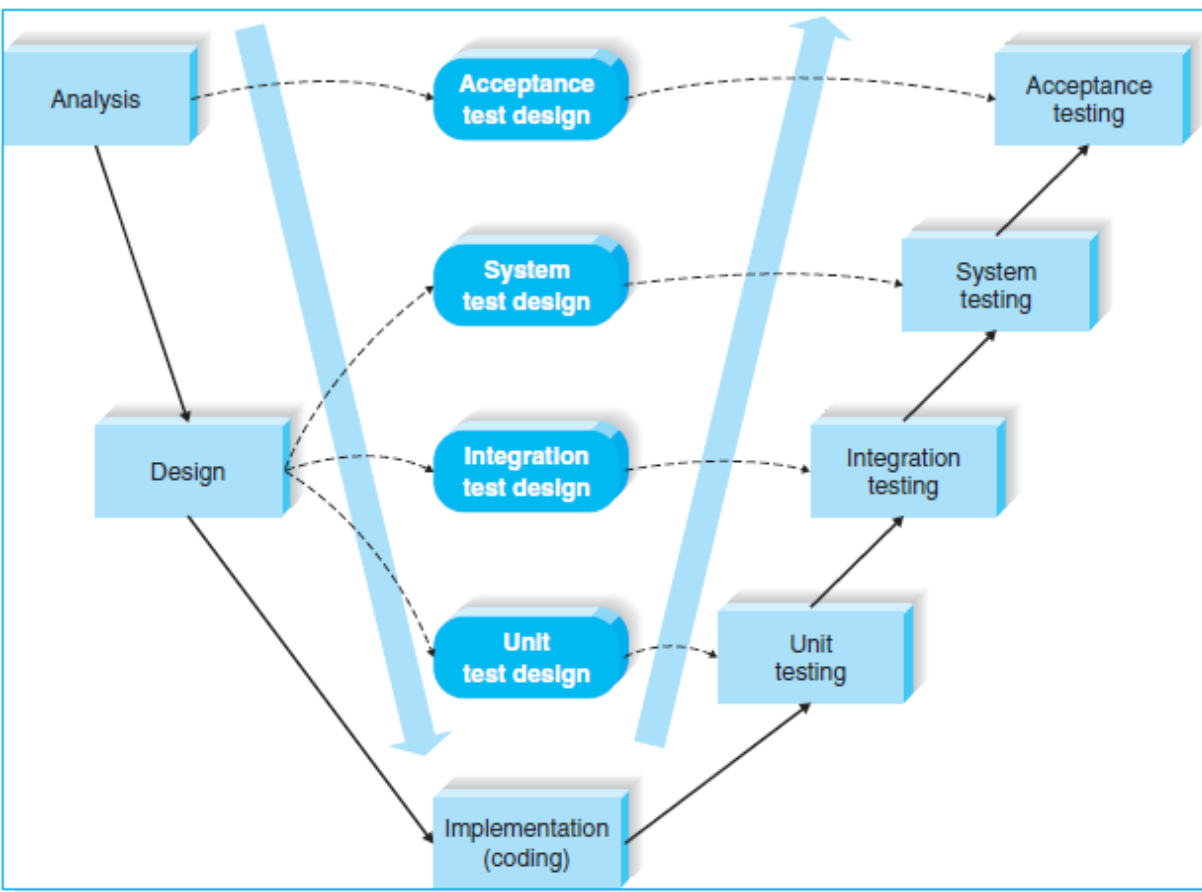 Analysis
Acceptance
test design
Acceptance
testing
System
test design
System
testing
Design
Integration
test design
Integration
testing
Unit
test design
Unit
testing
Implementation
(coding)